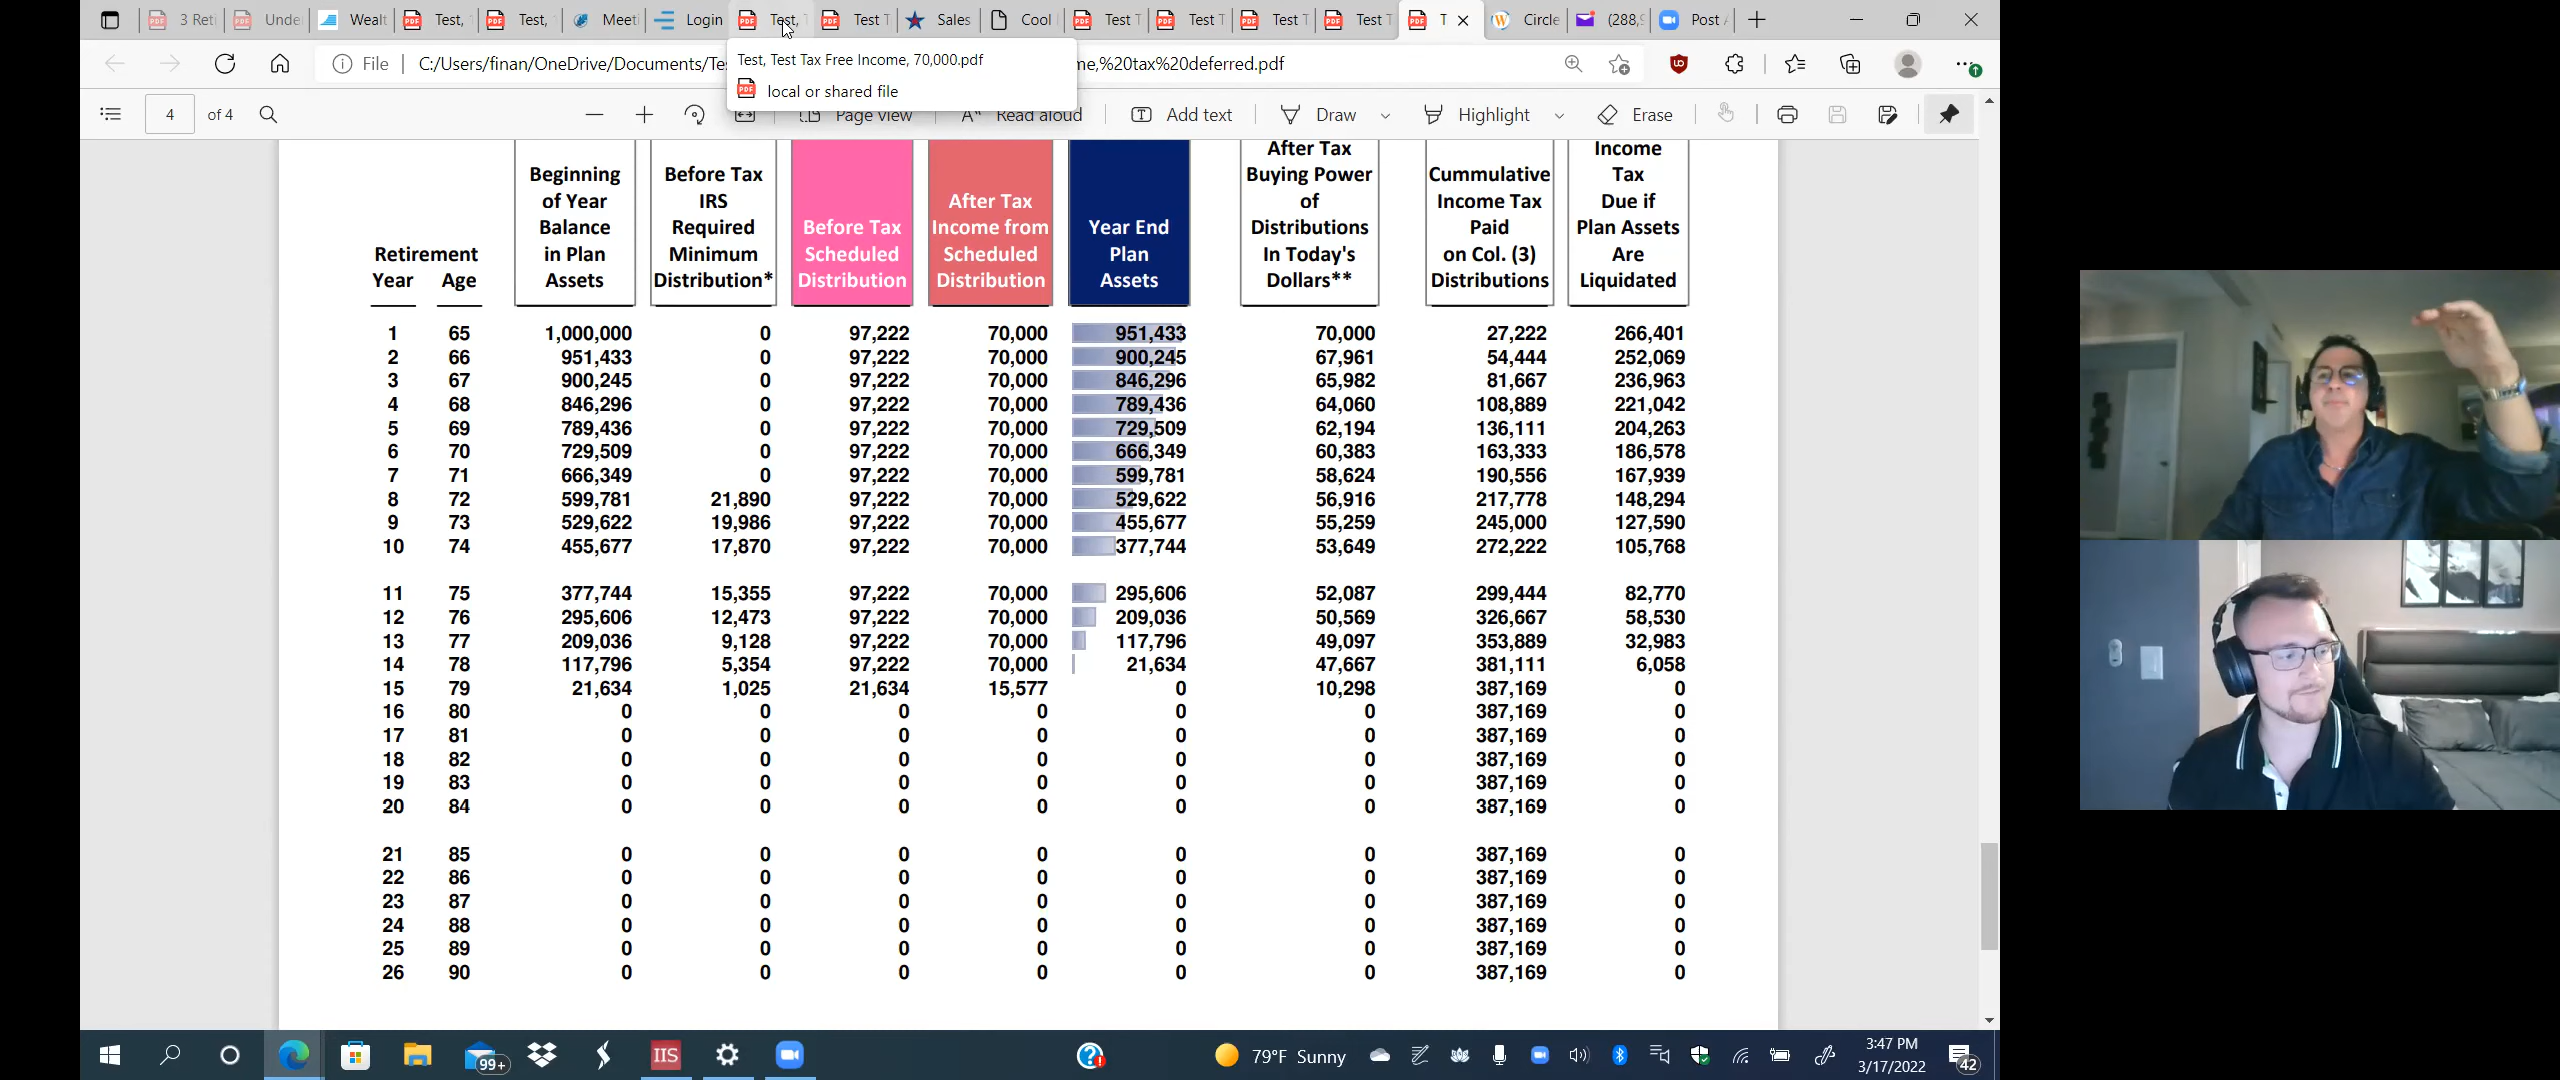 3 Reti Unde Wealt Test, Test, Meeti Login Test, Test T Sales Cool Test T Test T Test T Test T T Circle (288, Post
File C:/Users/finan/OneDrive/Documents/Te me,%20tax%20deferred.pdf
Test, Test Tax Free Income, 70,000.pdf
local or shared file
4 of 4 Page view Read aloud Add text Draw Highlight Erase
Retirement
Year Age
Beginning
of Year
Balance
in Plan
Assets
Before Tax
IRS
Required
Minimum
Distribution*
Before Tax
Scheduled
Distribution
After Tax
Income from
Scheduled
Distribution
Year End
Plan
Assets
After Tax
Buying Power
of
Distributions
In Today's
Dollars**
Cummulative
Income Tax
Paid
on Col. (3)
Distributions
Income
Tax
Due if
Plan Assets
Are
Liquidated
1 65 1,000,000 0 97,222 70,000 951,433 70,000 27,222 266,401
2 66 951,433 0 97,222 70,000 900,245 67,961 54,444 252,069
3 67 900,245 0 97,222 70,000 846,296 65,982 81,667 236,963
4 68 846,296 0 97,222 70,000 789,436 64,060 108,889 221,042
5 69 789,436 0 97,222 70,000 729,509 62,194 136,111 204,263
6 70 729,509 0 97,222 70,000 666,349 60,383 163,333 186,578
7 71 666,349 0 97,222 70,000 599,781 58,624 190,556 167,939
8 72 599,781 21,890 97,222 70,000 529,622 56,916 217,778 148,294
9 73 529,622 19,986 97,222 70,000 455,677 55,259 245,000 127,590
10 74 455,677 17,870 97,222 70,000 377,744 53,649 272,222 105,768
11 75 377,744 15,355 97,222 70,000 295,606 52,087 299,444 82,770
12 76 295,606 12,473 97,222 70,000 209,036 50,569 326,667 58,530
13 77 209,036 9,128 97,222 70,000 117,796 49,097 353,889 32,983
14 78 117,796 5,354 97,222 70,000 21,634 47,667 381,111 6,058
15 79 21,634 1,025 21,634 15,577 0 10,298 387,169 0
16 80 0 0 0 0 0 0 387,169 0
17 81 0 0 0 0 0 0 387,169 0
18 82 0 0 0 0 0 0 387,169 0
19 83 0 0 0 0 0 0 387,169 0
20 84 0 0 0 0 0 0 387,169 0
21 85 0 0 0 0 0 0 387,169 0
22 86 0 0 0 0 0 0 387,169 0
23 87 0 0 0 0 0 0 387,169 0
24 88 0 0 0 0 0 0 387,169 0
25 89 0 0 0 0 0 0 387,169 0
26 90 0 0 0 0 0 0 387,169 0
99+ IIS 79°F Sunny 3:47 PM
3/17/2022 42